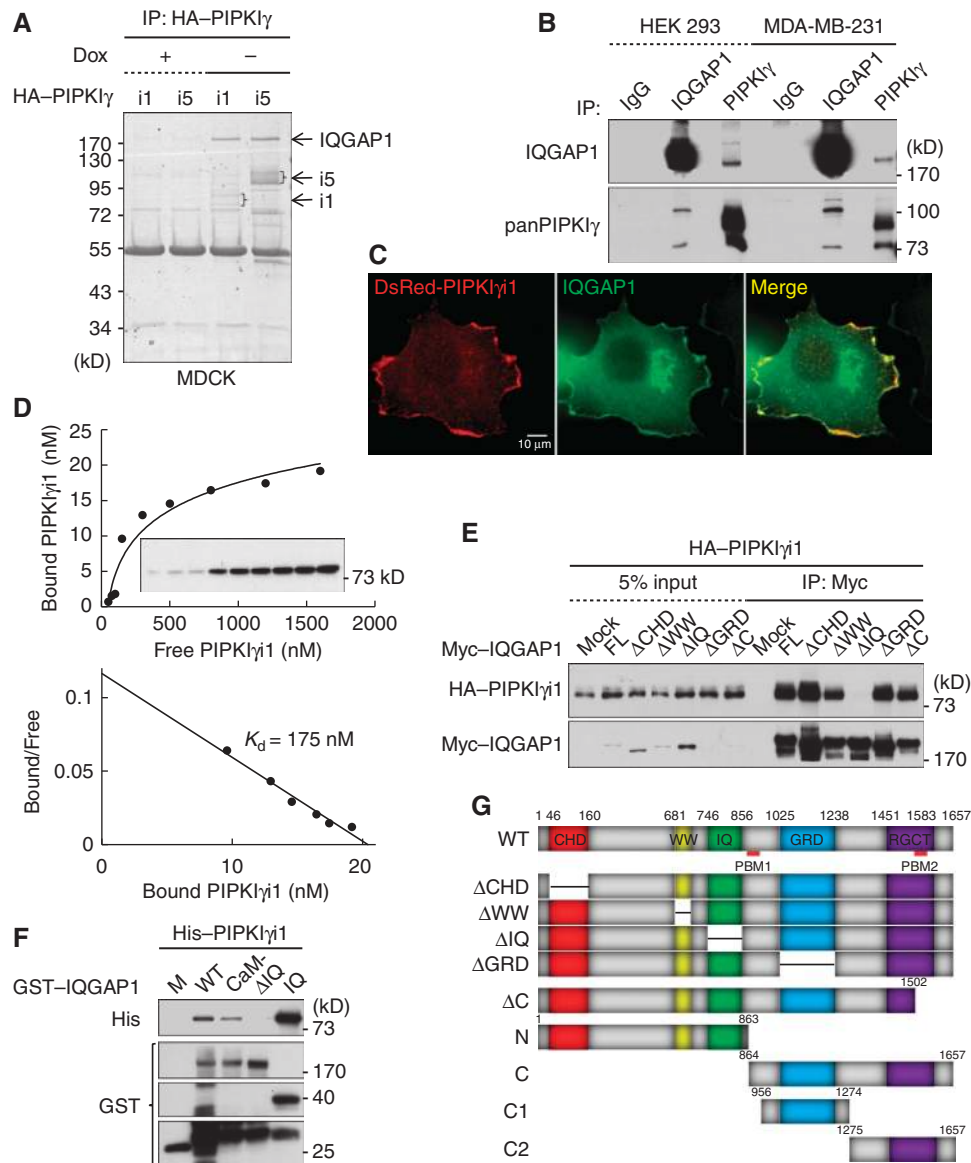 A
IP: HA–PIPKIγ
Dox + –
HA–PIPKIγ i1 i5 i1 i5
170
130
95
72
55
43
34
(kD)
IQGAP1
i5
i1
MDCK
B
HEK 293 MDA-MB-231
IP: IgG IQGAP1 PIPKIγ IgG IQGAP1 PIPKIγ
IQGAP1
(kD)
170
panPIPKIγ
100
73
C
DsRed-PIPKIγi1
IQGAP1
Merge
10 μm
D
Bound PIPKIγi1 (nM)
25
20
15
10
5
0
73 kD
0 500 1000 1500 2000
Free PIPKIγi1 (nM)
Bound/Free
0.1
0.05
0
Kd = 175 nM
10 20
Bound PIPKIγi1 (nM)
E
HA–PIPKIγi1
5% input IP: Myc
Myc–IQGAP1 Mock FL ΔCHD ΔWW ΔIQ ΔGRD ΔC Mock FL ΔCHD ΔWW ΔIQ ΔGRD ΔC
HA–PIPKIγi1
(kD)
73
Myc–IQGAP1
170
F
His–PIPKIγi1
GST–IQGAP1 M WT CaM- ΔIQ IQ
(kD)
His
73
170
GST
40
25
G
1 46 160 681 746 856 1025 1238 1451 1583 1657
WT CHD WW IQ GRD RGCT
PBM1 PBM2
ΔCHD
ΔWW
ΔIQ
ΔGRD
1502
ΔC
1 863
N
864 1657
C
956 1274
C1
1275 1657
C2